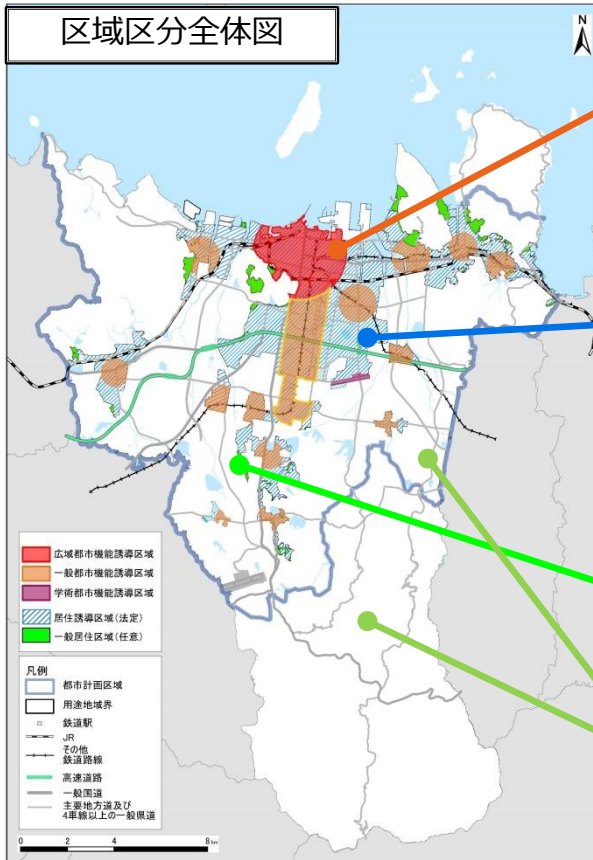 区域区分全体図
N
広域都市機能誘導区域
一般都市機能誘導区域
学術都市機能誘導区域
居住誘導区域(法定)
一般居住区域(任意)
凡例
都市計画区域
用途地域界
鉄道駅
JR
その他
鉄道路線
高速道路
一般国道
主要地方道及び
4車線以上の一般県道
0 2 4 8 km